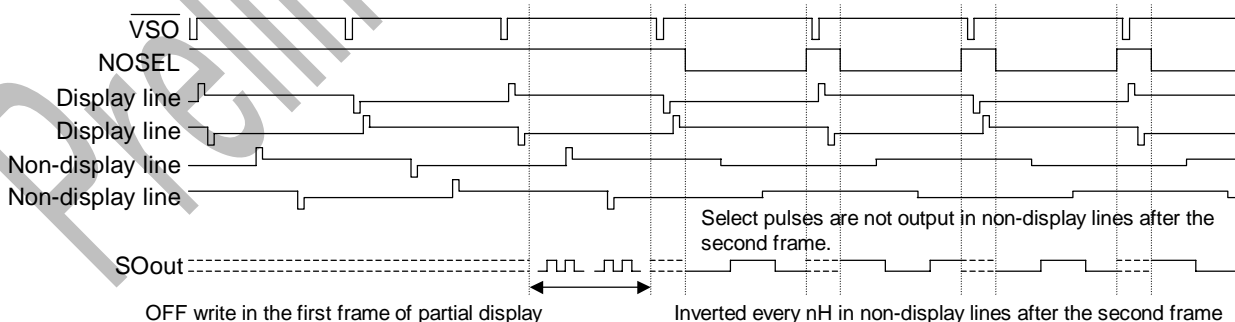 VSO
NOSEL
Display line
Display line
Non-display line
Non-display line
Select pulses are not output in non-display lines after the
second frame.
SOout
OFF write in the first frame of partial display
Inverted every nH in non-display lines after the second frame